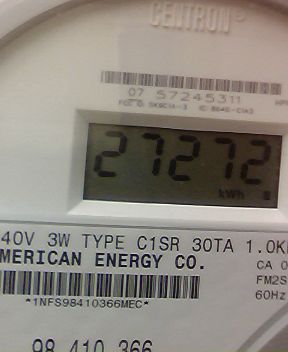 CENTRON®
07 57245311
27272
kWh
40V 3W TYPE C1SR 30TA 1.0K
MERICAN ENERGY CO.
CA 0
FM2S
60Hz
*1NFS98410366MEC*
98 410 366